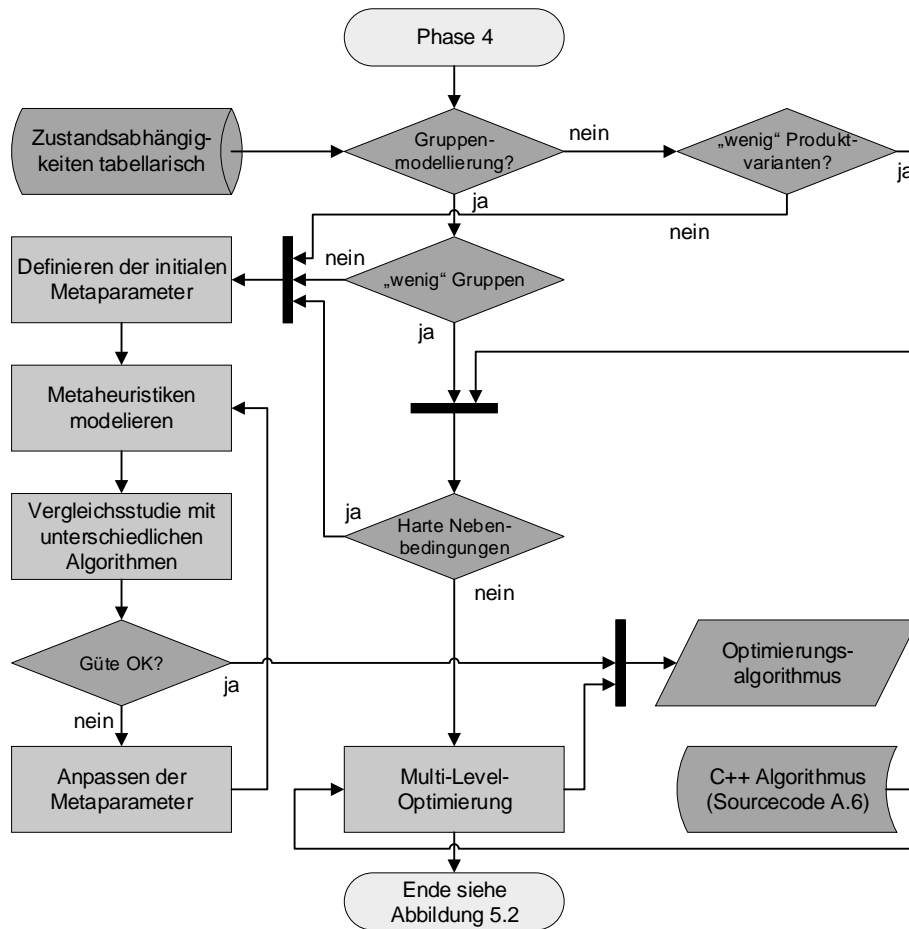 Phase 4
Zustandsabhängig-
keiten tabellarisch
Gruppen-
modellierung?
nein
„wenig“ Produkt-
varianten?
ja
ja
nein
Definieren der initialen
Metaparameter
nein
„wenig“ Gruppen
ja
Metaheuristiken
modelieren
Vergleichsstudie mit
unterschiedlichen
Algorithmen
ja
Harte Neben-
bedingungen
nein
Güte OK?
ja
Optimierungs-
algorithmus
nein
Anpassen der
Metaparameter
Multi-Level-
Optimierung
C++ Algorithmus
(Sourcecode A.6)
Ende siehe
Abbildung 5.2